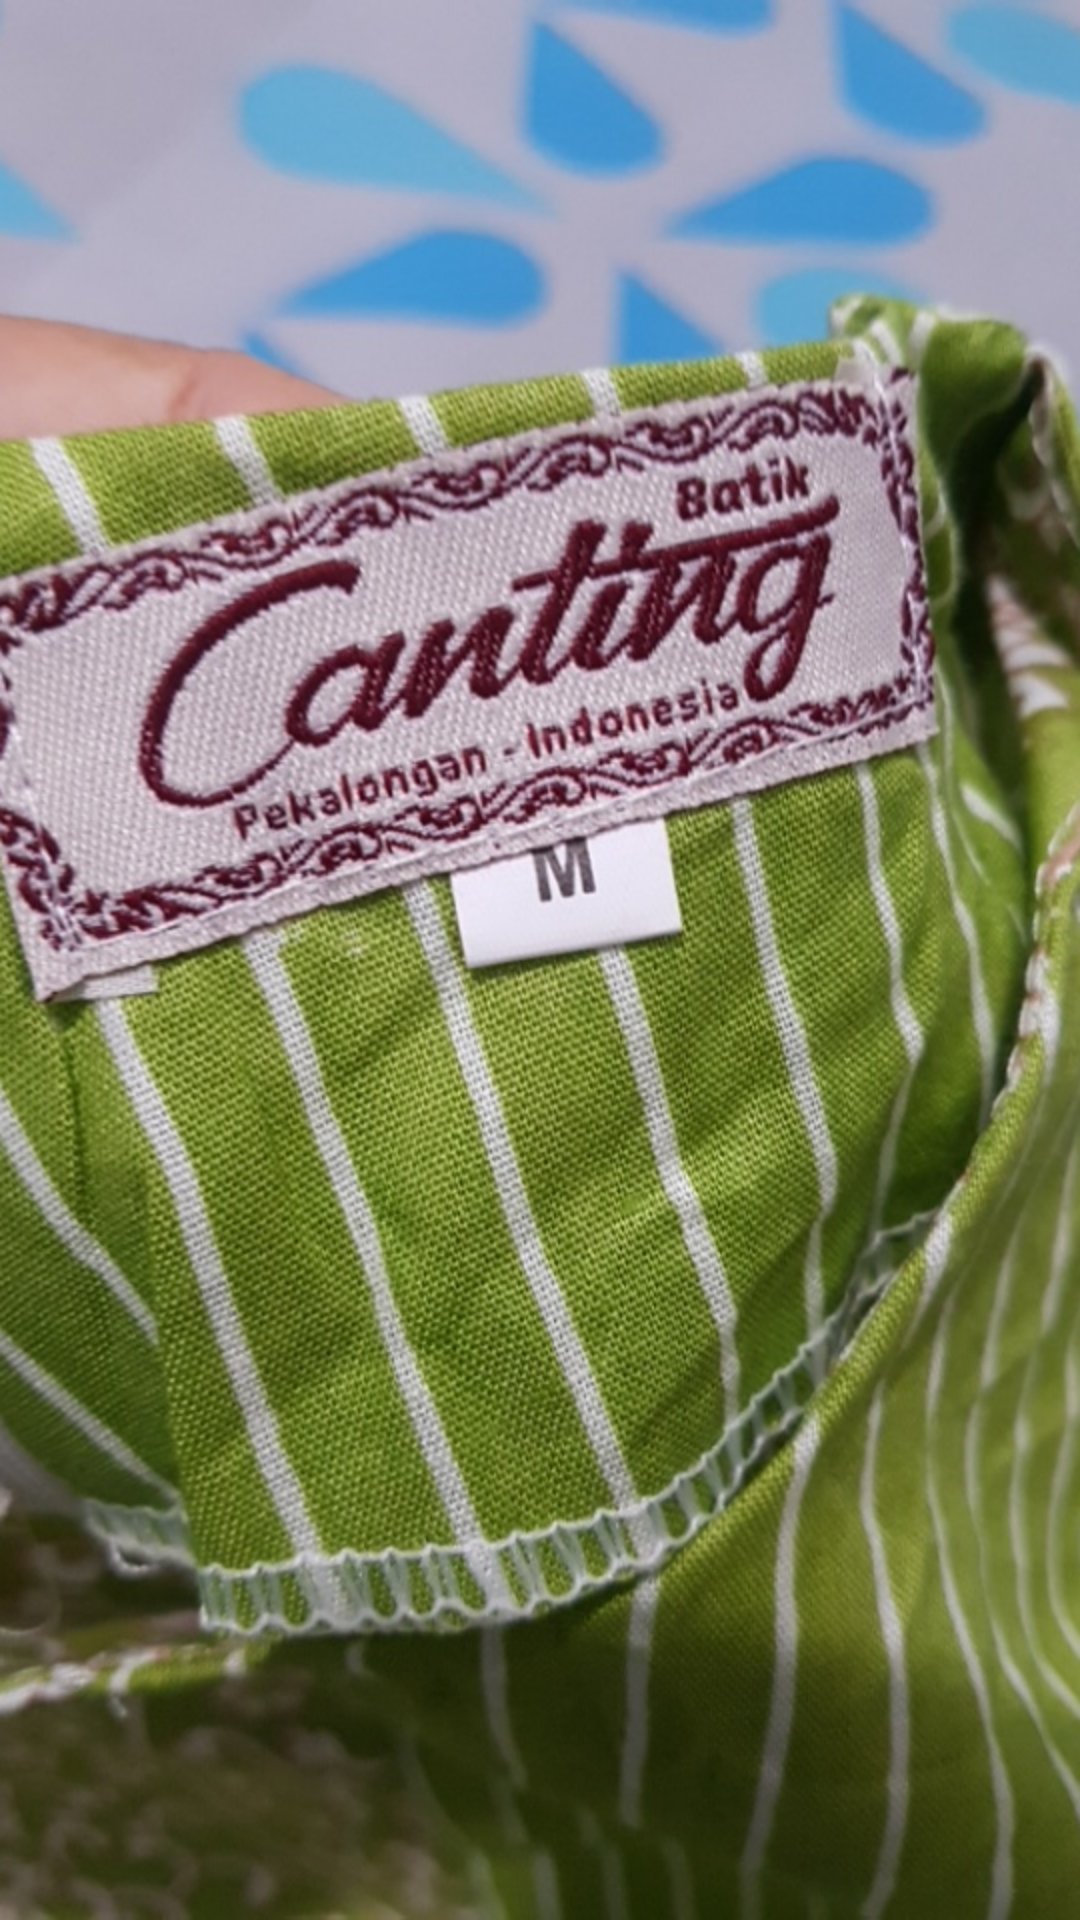 Batik
Canting
Pekalongan - Indonesia
M